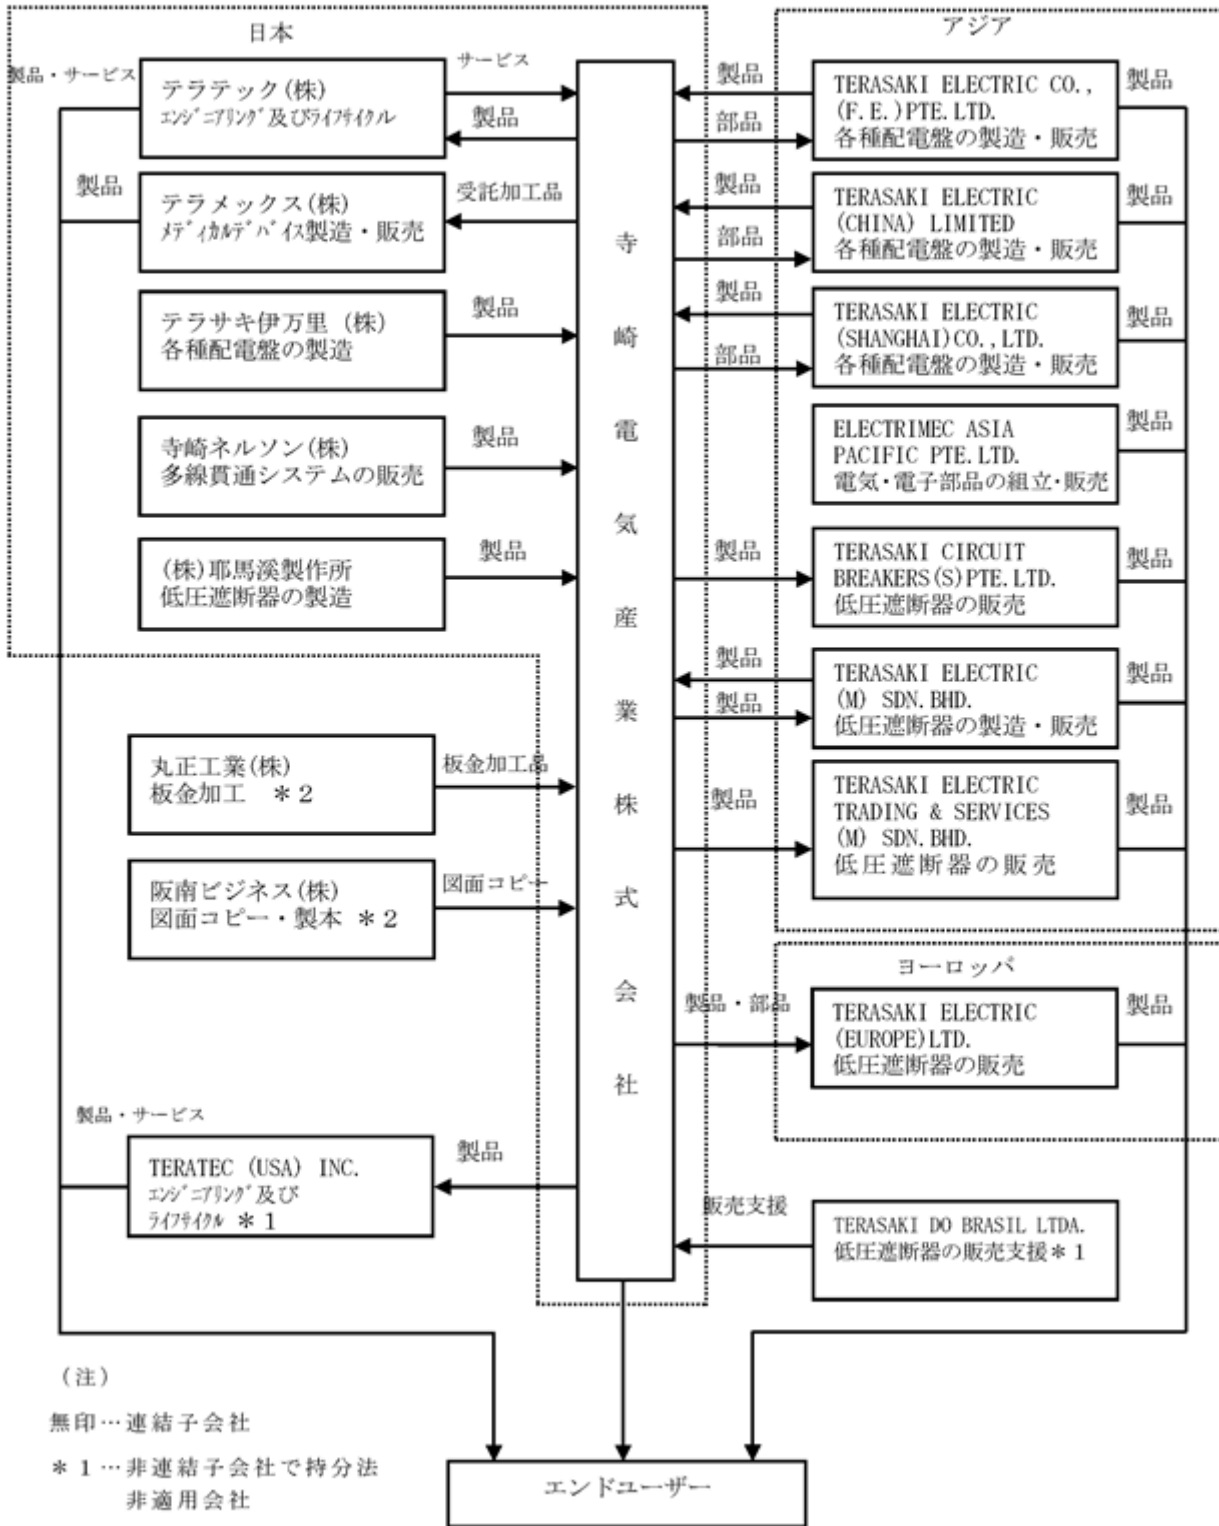 日本
製品・サービス
テラテック(株)
エンジニアリング及びライフサイクル
サービス
製品
製品
テラメックス(株)
メディカルデバイス製造・販売
受託加工品
テラサキ伊万里 (株)
各種配電盤の製造
製品
寺崎ネルソン(株)
多線貫通システムの販売
製品
(株)耶馬溪製作所
低圧遮断器の製造
製品
丸正工業(株)
板金加工 *2
板金加工品
阪南ビジネス(株)
図面コピー・製本 *2
図面コピー
製品・サービス
TERATEC (USA) INC.
エンジニアリング及び
ライフサイクル *1
製品
寺崎電気産業株式会社
アジア
製品
部品
TERASAKI ELECTRIC CO.,
(F.E.)PTE.LTD.
各種配電盤の製造・販売
製品
製品
部品
TERASAKI ELECTRIC
(CHINA) LIMITED
各種配電盤の製造・販売
製品
製品
部品
TERASAKI ELECTRIC
(SHANGHAI)CO.,LTD.
各種配電盤の製造・販売
製品
ELECTRIMEC ASIA
PACIFIC PTE.LTD.
電気・電子部品の組立・販売
製品
製品
TERASAKI CIRCUIT
BREAKERS(S)PTE.LTD.
低圧遮断器の販売
製品
製品
製品
TERASAKI ELECTRIC
(M) SDN.BHD.
低圧遮断器の製造・販売
製品
製品
TERASAKI ELECTRIC
TRADING & SERVICES
(M) SDN.BHD.
低圧遮断器の販売
製品
ヨーロッパ
製品・部品
TERASAKI ELECTRIC
(EUROPE)LTD.
低圧遮断器の販売
製品
販売支援
TERASAKI DO BRASIL LTDA.
低圧遮断器の販売支援*1
(注)
無印…連結子会社
*1…非連結子会社で持分法
非適用会社
エンドユーザー